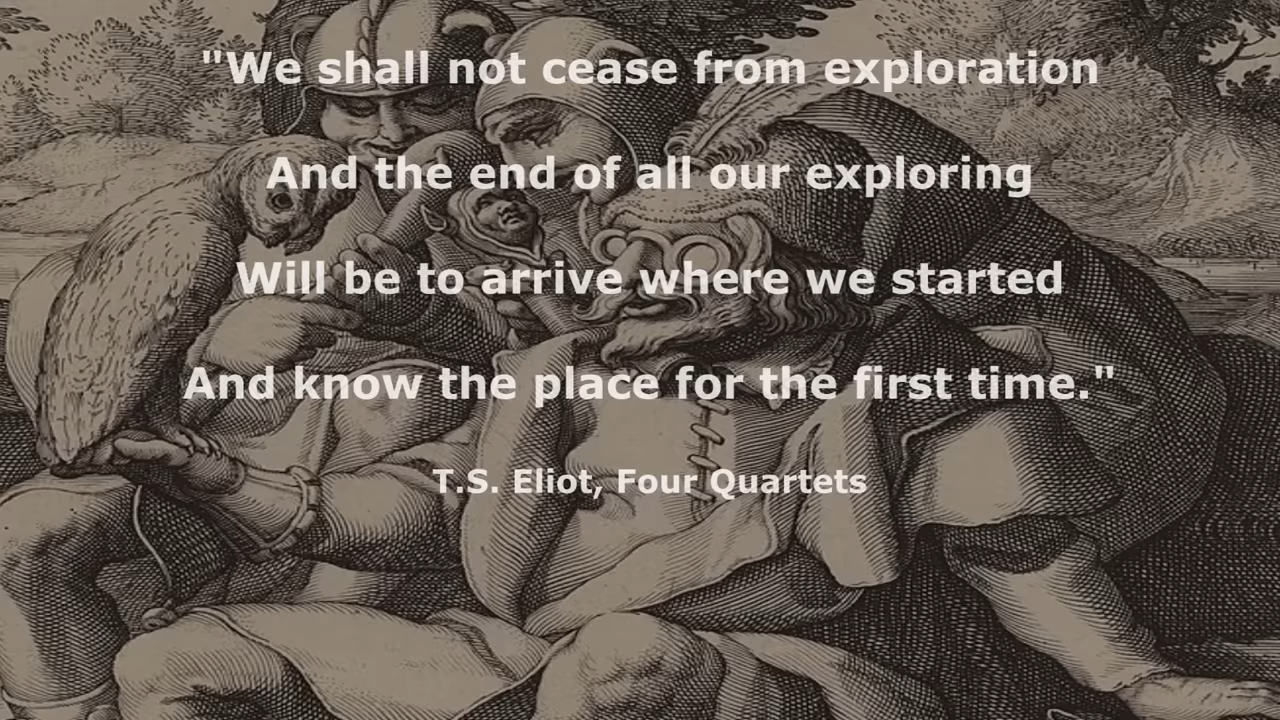 "We shall not cease from exploration
And the end of all our exploring
Will be to arrive where we started
And know the place for the first time."
T.S. Eliot, Four Quartets